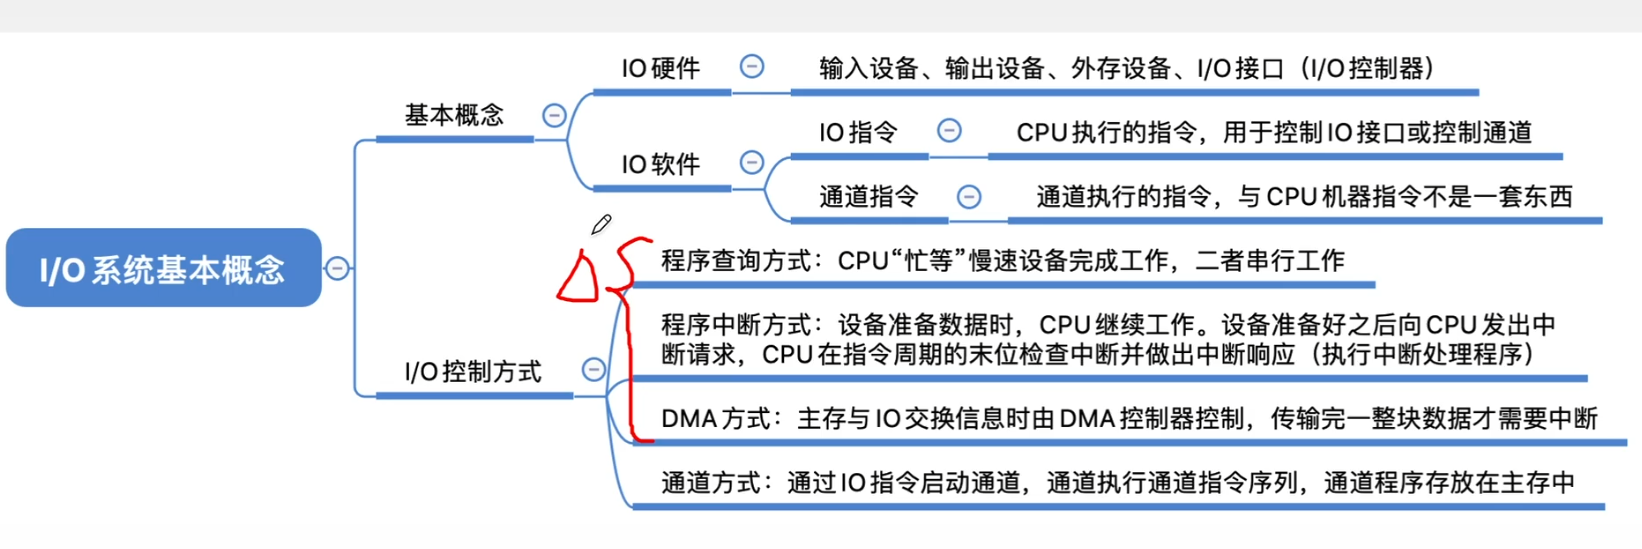 IO硬件
输入设备、输出设备、外存设备、I/O接口（I/O控制器）
基本概念
IO指令
CPU执行的指令，用于控制IO接口或控制通道
IO软件
通道指令
通道执行的指令，与CPU机器指令不是一套东西
I/O系统基本概念
程序查询方式：CPU“忙等”慢速设备完成工作，二者串行工作
程序中断方式：设备准备数据时，CPU继续工作。设备准备好之后向CPU发出中
断请求，CPU在指令周期的末位检查中断并做出中断响应（执行中断处理程序）
I/O控制方式
DMA方式：主存与IO交换信息时由DMA控制器控制，传输完一整块数据才需要中断
通道方式：通过IO指令启动通道，通道执行通道指令序列，通道程序存放在主存中